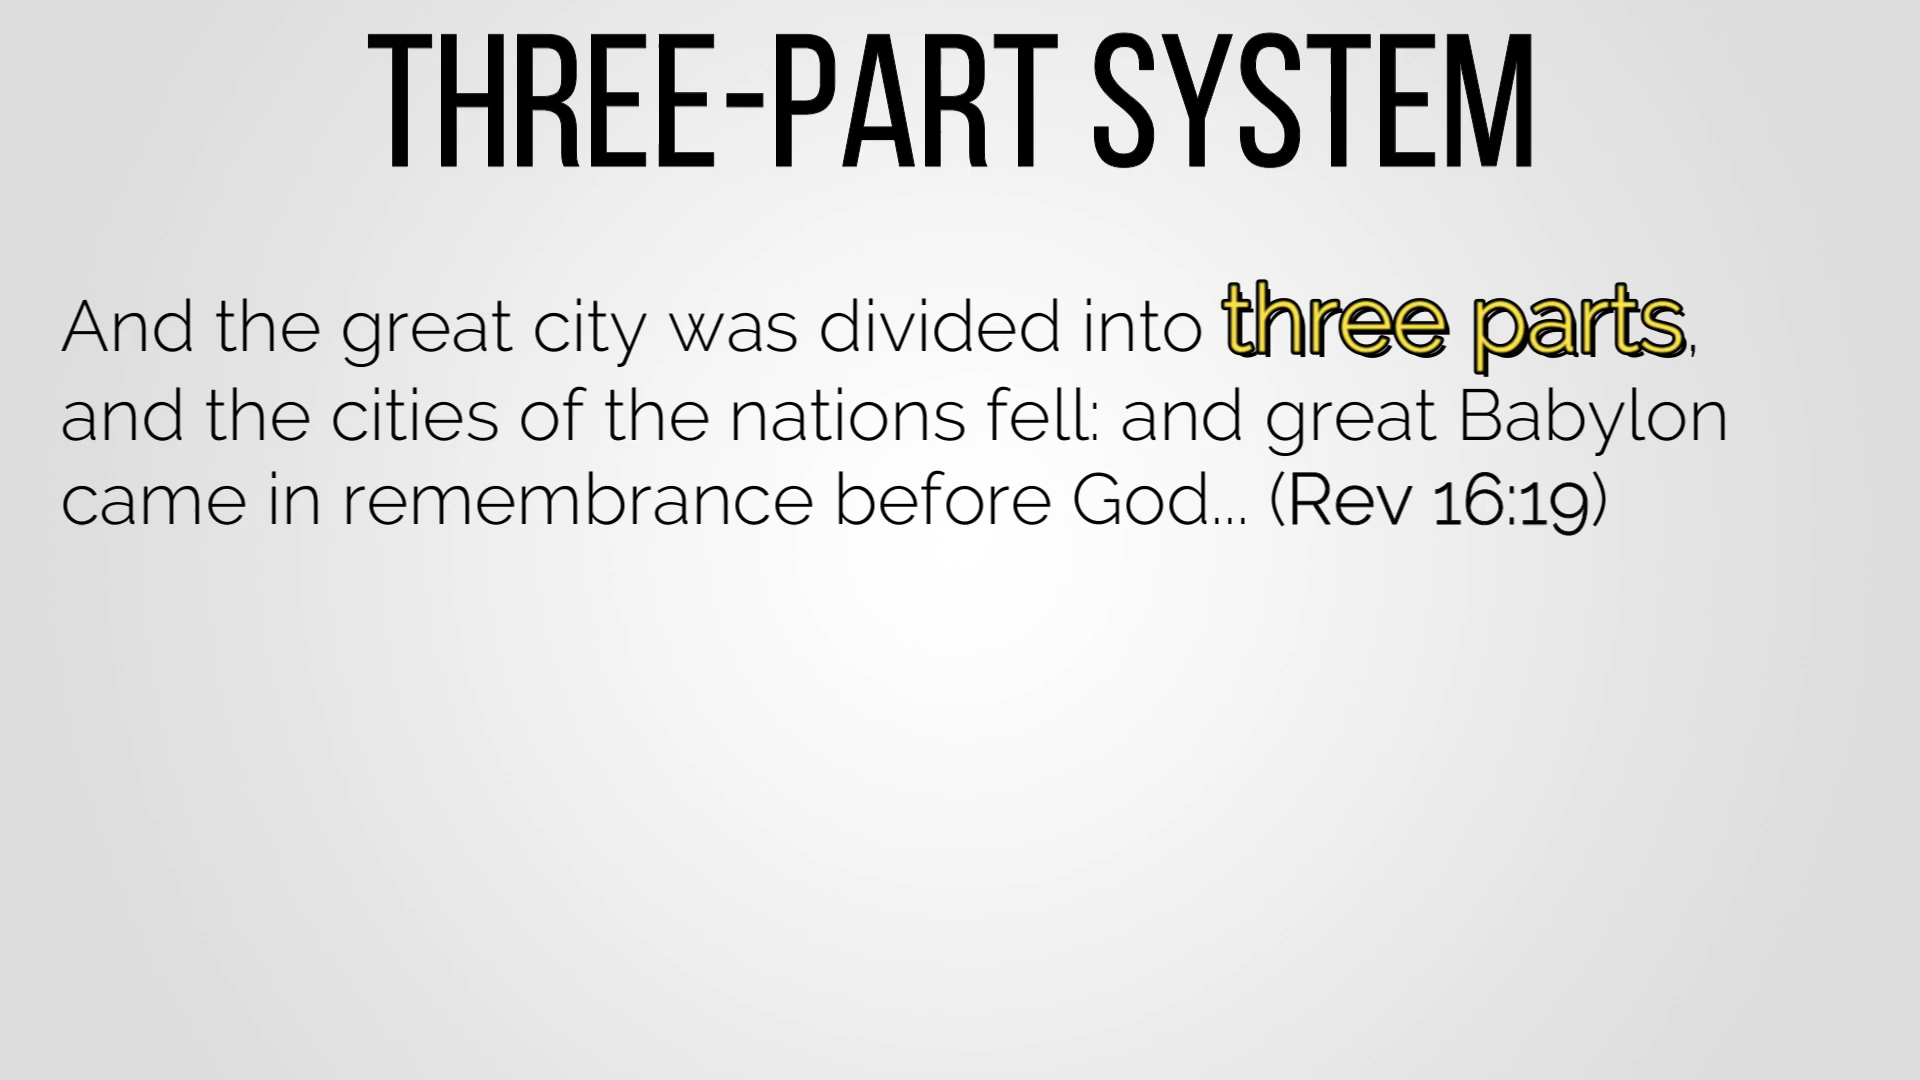 THREE-PART SYSTEM
And the great city was divided into three parts,
and the cities of the nations fell: and great Babylon
came in remembrance before God... (Rev 16:19)